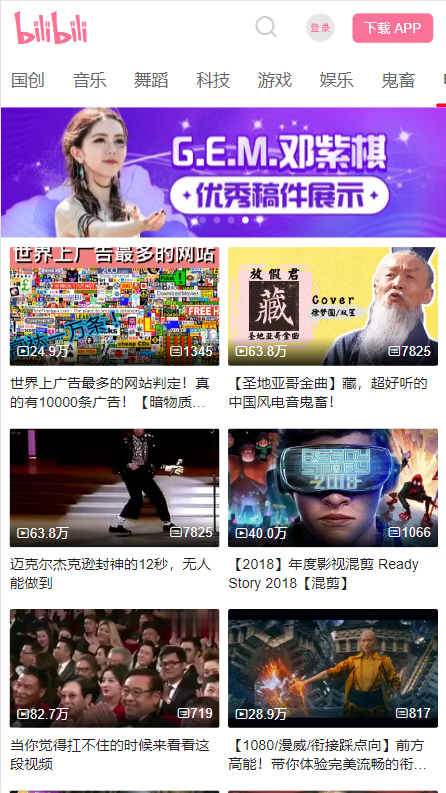 bilibili
登录
下载 APP
国创 音乐 舞蹈 科技 游戏 娱乐 鬼畜
G.E.M.邓紫棋
优秀稿件展示
世界上广告最多的网站
24.9万 1345
放假君
藏
Cover
徐梦圆/双笙
圣地亚哥金曲
63.8万 7825
世界上广告最多的网站判定！真
的有10000条广告！【暗物质…
【圣地亚哥金曲】藏，超好听的
中国风电音鬼畜！
63.8万 7825
READY
STORY
2018
40.0万 1066
迈克尔杰克逊封神的12秒，无人
能做到
【2018】年度影视混剪 Ready
Story 2018【混剪】
82.7万 719
28.9万 817
当你觉得扛不住的时候来看看这
段视频
【1080/漫威/衔接踩点向】前方
高能！带你体验完美流畅的衔…